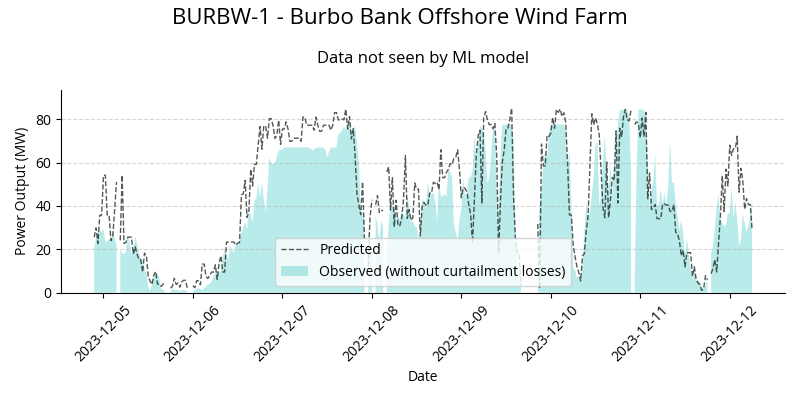 BURBW-1 - Burbo Bank Offshore Wind Farm
Data not seen by ML model
Power Output (MW)
80
60
40
20
0
Predicted
Observed (without curtailment losses)
2023-12-05
2023-12-06
2023-12-07
2023-12-08
2023-12-09
2023-12-10
2023-12-11
2023-12-12
Date